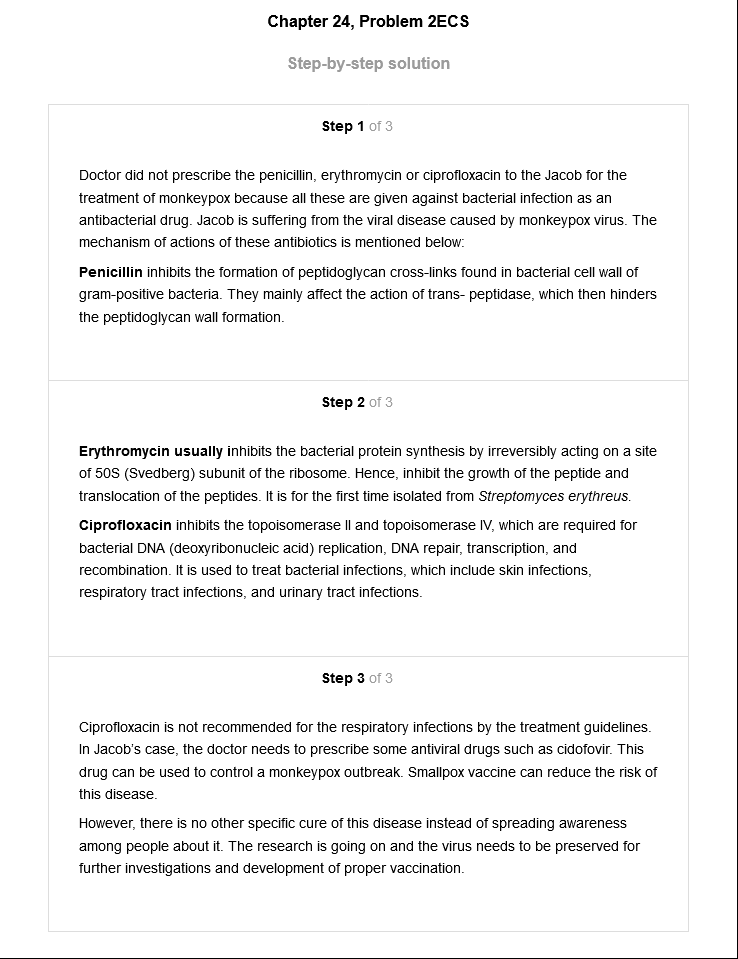 Chapter 24, Problem 2ECS
Step-by-step solution
Step 1 of 3
Doctor did not prescribe the penicillin, erythromycin or ciprofloxacin to the Jacob for the
treatment of monkeypox because all these are given against bacterial infection as an
antibacterial drug. Jacob is suffering from the viral disease caused by monkeypox virus. The
mechanism of actions of these antibiotics is mentioned below:
Penicillin inhibits the formation of peptidoglycan cross-links found in bacterial cell wall of
gram-positive bacteria. They mainly affect the action of trans- peptidase, which then hinders
the peptidoglycan wall formation.
Step 2 of 3
Erythromycin usually inhibits the bacterial protein synthesis by irreversibly acting on a site
of 50S (Svedberg) subunit of the ribosome. Hence, inhibit the growth of the peptide and
translocation of the peptides. It is for the first time isolated from Streptomyces erythreus.
Ciprofloxacin inhibits the topoisomerase II and topoisomerase IV, which are required for
bacterial DNA (deoxyribonucleic acid) replication, DNA repair, transcription, and
recombination. It is used to treat bacterial infections, which include skin infections,
respiratory tract infections, and urinary tract infections.
Step 3 of 3
Ciprofloxacin is not recommended for the respiratory infections by the treatment guidelines.
In Jacob's case, the doctor needs to prescribe some antiviral drugs such as cidofovir. This
drug can be used to control a monkeypox outbreak. Smallpox vaccine can reduce the risk of
this disease.
However, there is no other specific cure of this disease instead of spreading awareness
among people about it. The research is going on and the virus needs to be preserved for
further investigations and development of proper vaccination.